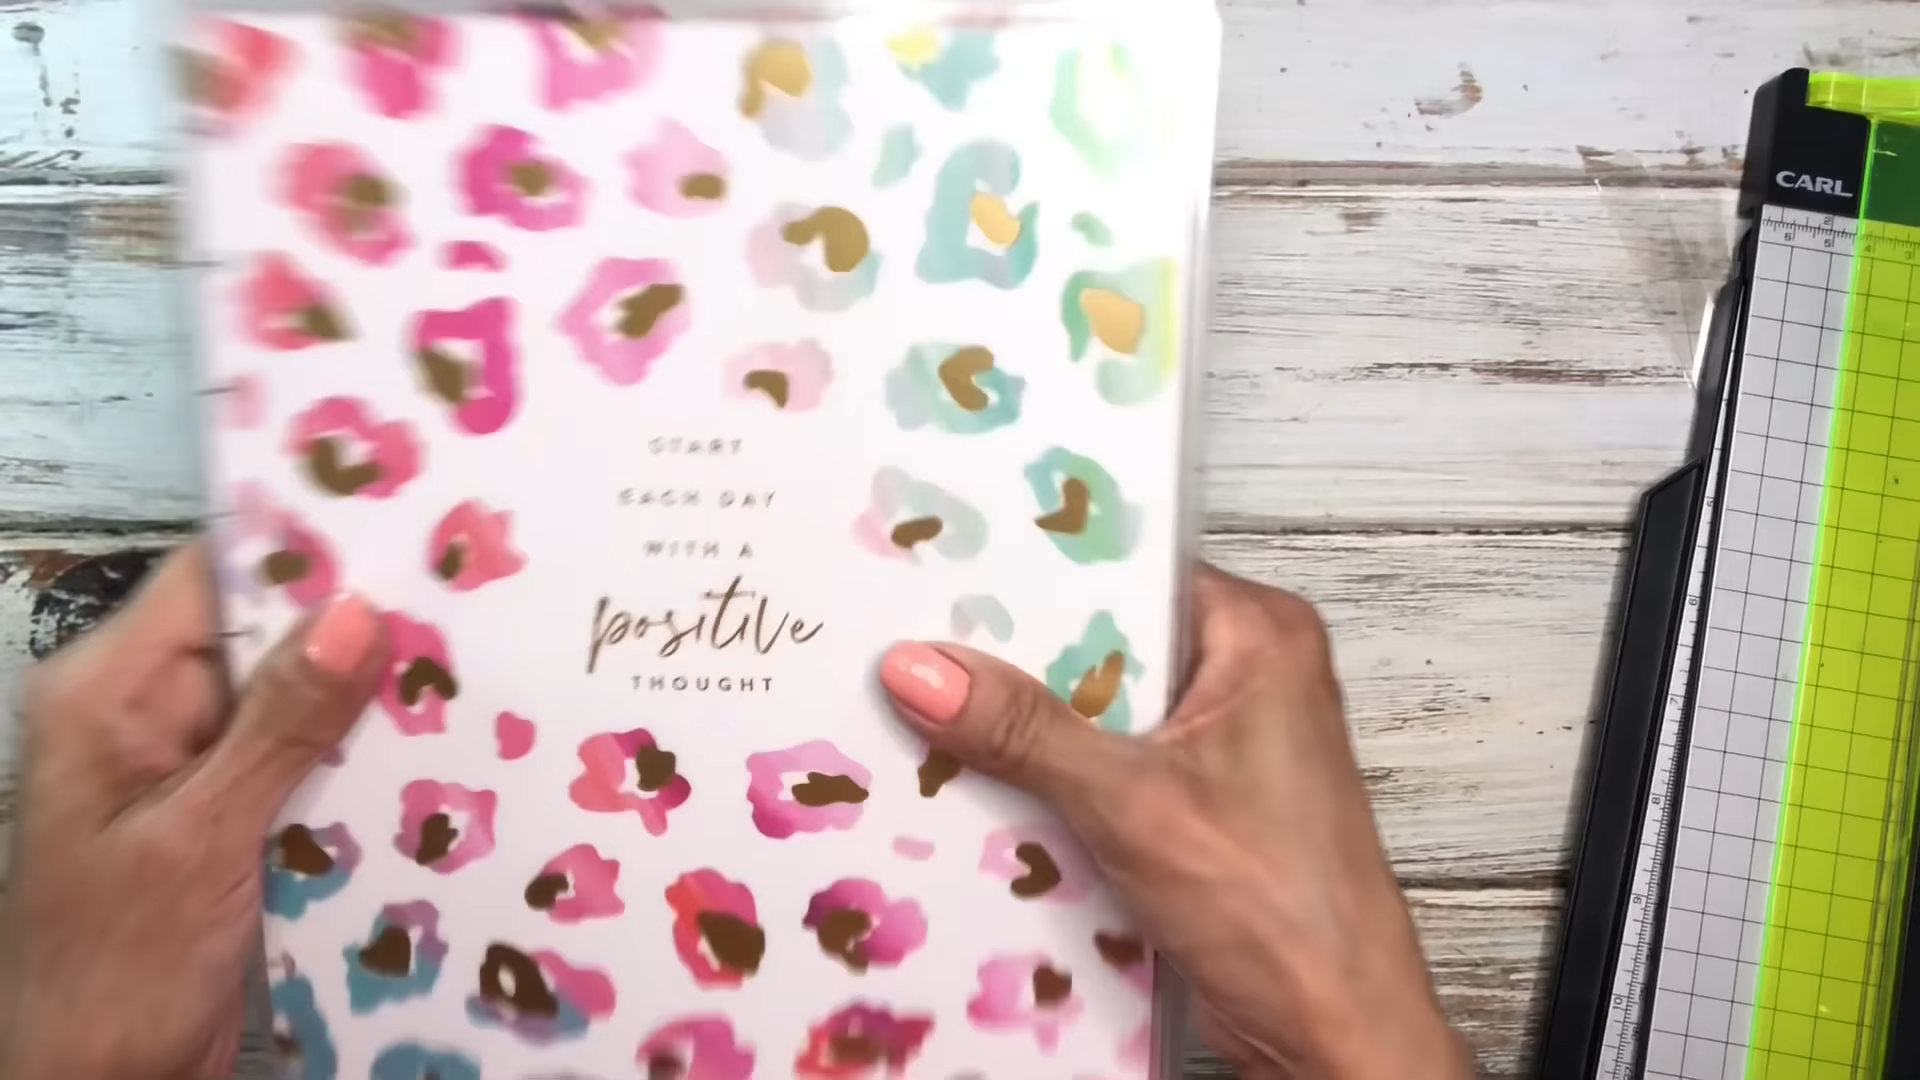 START
EACH DAY
WITH A
positive
THOUGHT
CARL